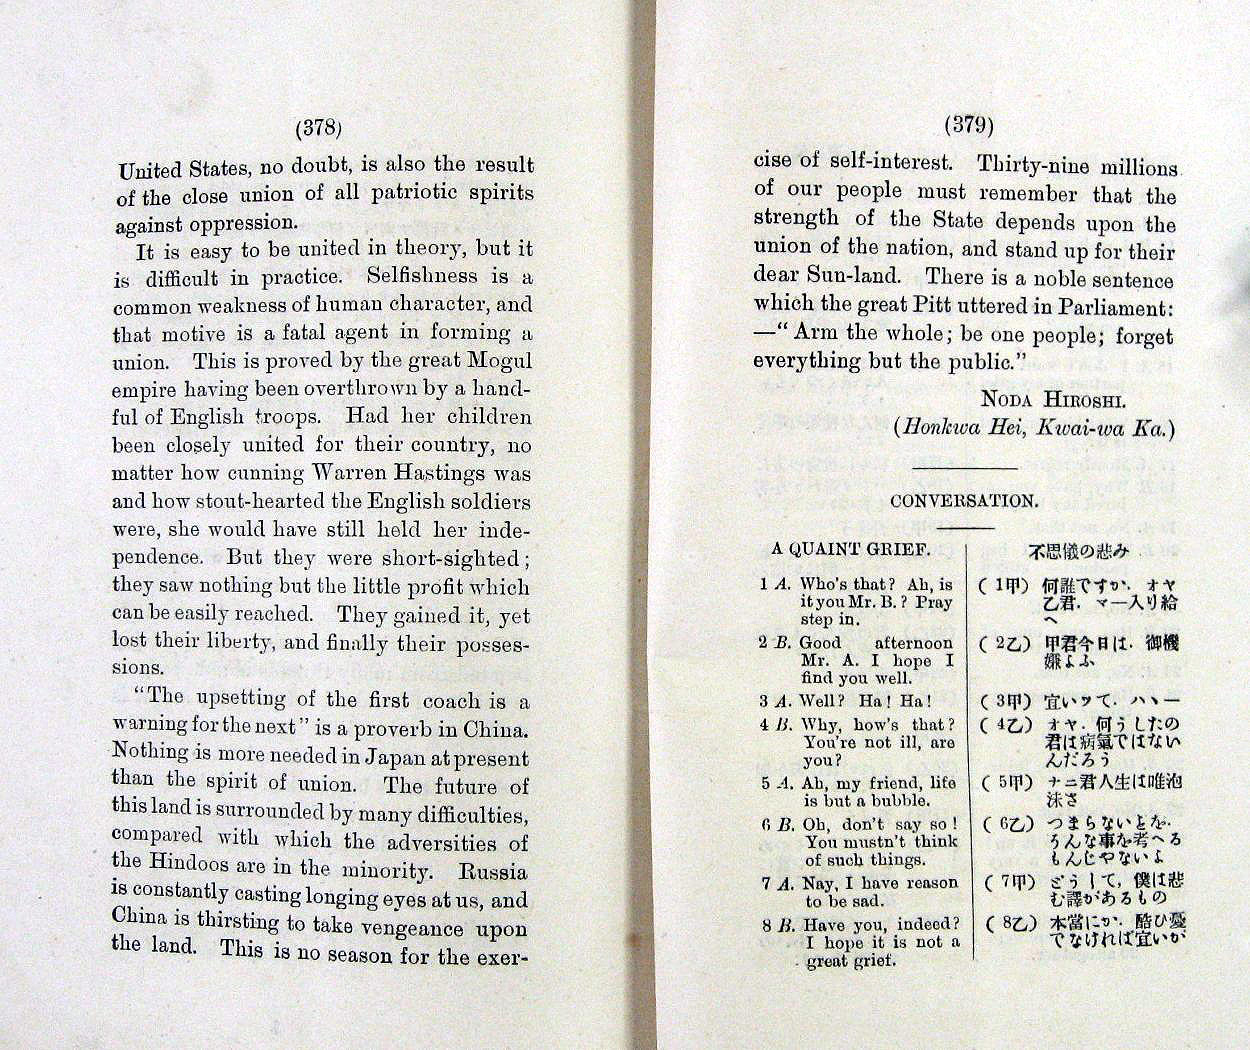 (378)
United States, no doubt, is also the result
of the close union of all patriotic spirits
against oppression.
It is easy to be united in theory, but it
is difficult in practice. Selfishness is a
common weakness of human character, and
that motive is a fatal agent in forming a
union. This is proved by the great Mogul
empire having been overthrown by a hand-
ful of English troops. Had her children
been closely united for their country, no
matter how cunning Warren Hastings was
and how stout-hearted the English soldiers
were, she would have still held her inde-
pendence. But they were short-sighted;
they saw nothing but the little profit which
can be easily reached. They gained it, yet
lost their liberty, and finally their posses-
sions.
"The upsetting of the first coach is a
warning for the next" is a proverb in China.
Nothing is more needed in Japan at present
than the spirit of union. The future of
this land is surrounded by many difficulties,
compared with which the adversities of
the Hindoos are in the minority. Russia
is constantly casting longing eyes at us, and
China is thirsting to take vengeance upon
the land. This is no season for the exer-
(379)
cise of self-interest. Thirty-nine millions
of our people must remember that the
strength of the State depends upon the
union of the nation, and stand up for their
dear Sun-land. There is a noble sentence
which the great Pitt uttered in Parliament:
—"Arm the whole; be one people; forget
everything but the public."
NODA HIROSHI.
(Honkwa Hei, Kwai-wa Ka.)
CONVERSATION.
A QUAINT GRIEF.
1 A. Who's that? Ah, is
it you Mr. B.? Pray
step in.
2 B. Good afternoon
Mr. A. I hope I
find you well.
3 A. Well? Ha! Ha!
4 B. Why, how's that?
You're not ill, are
you?
5 A. Ah, my friend, life
is but a bubble.
6 B. Oh, don't say so!
You mustn't think
of such things.
7 A. Nay, I have reason
to be sad.
8 B. Have you, indeed?
I hope it is not a
great grief.
不思儀の悲み
(1甲) 何誰ですか. オヤ
乙君. マー入り給
へ
(2乙) 甲君今日は. 御機
嫌よふ
(3甲) 宜いッて. ハヽー
(4乙) オヤ. 何うしたの
君は病氣ではない
んだろう
(5甲) ナニ君人生は唯泡
沫さ
(6乙) つまらないとを.
そんな事を考へる
もんじやないよ
(7甲) どうして, 僕は悲
む譯があるもの
(8乙) 本當にか. 酷ひ憂
でなければ宜いが